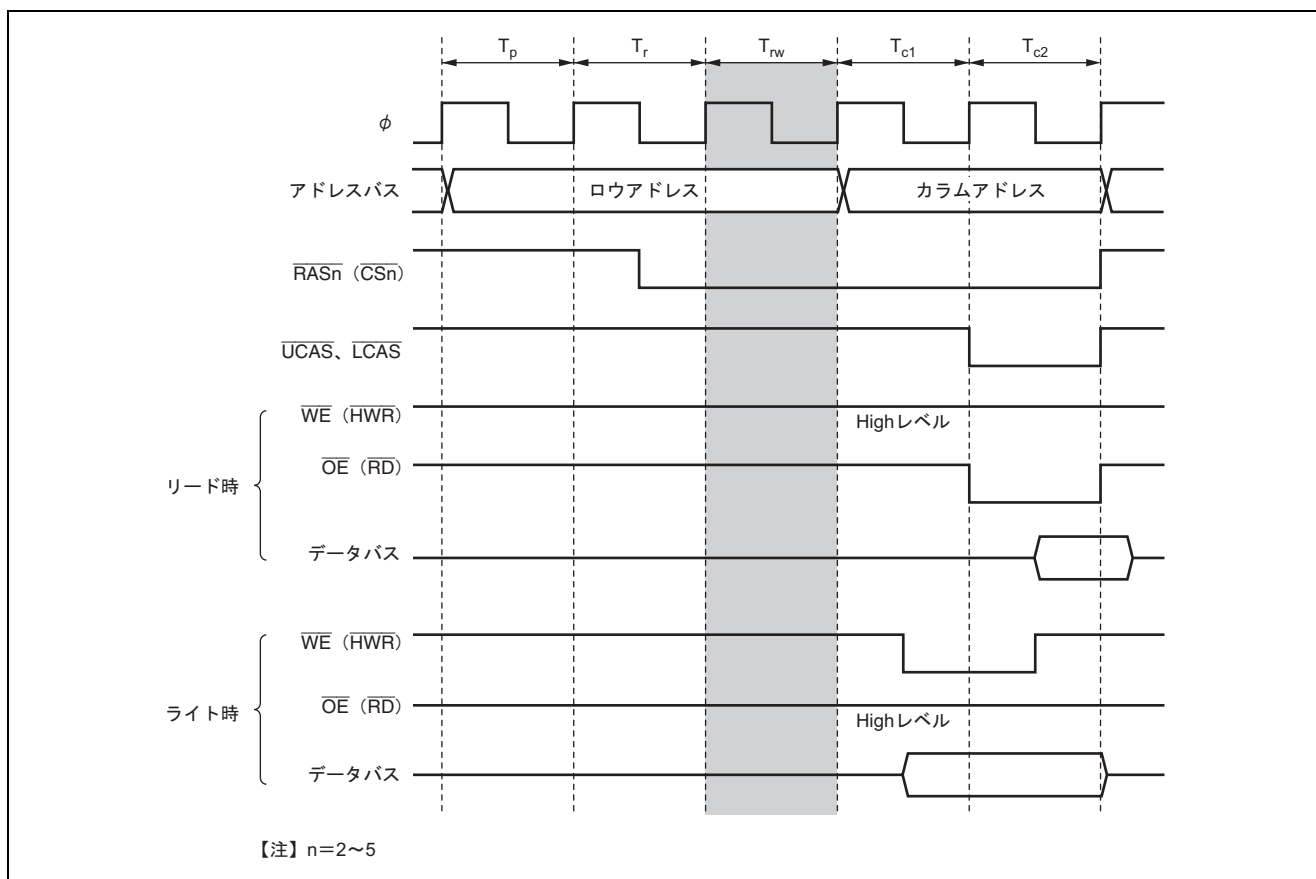 Tp Tr Trw Tc1 Tc2
φ
アドレスバス ロウアドレス カラムアドレス
RASn（CSn）
UCAS、LCAS
WE（HWR） Highレベル
OE（RD）
リード時
データバス
WE（HWR）
OE（RD） Highレベル
ライト時
データバス
【注】n＝2～5